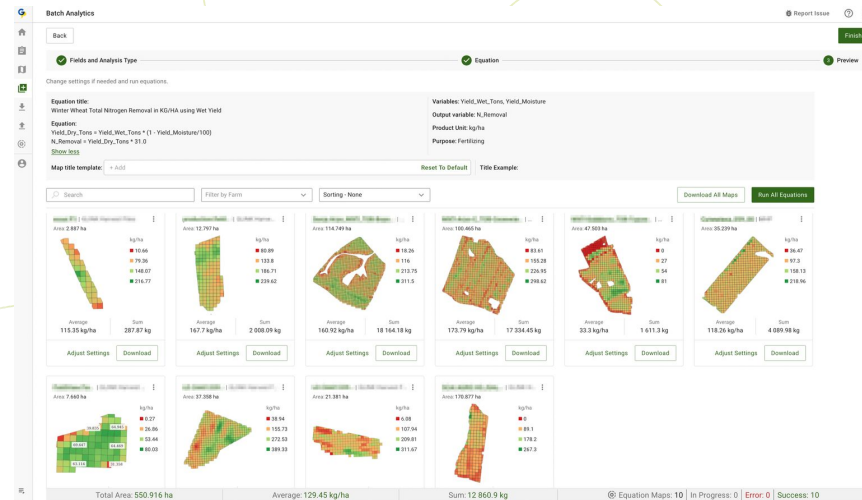 Batch Analytics
Report Issue
Back
Finish
Fields and Analysis Type
Equation
3 Preview
Change settings if needed and run equations.
Equation title:
Winter Wheat Total Nitrogen Removal in KG/HA using Wet Yield
Equation:
Yield_Dry_Tons = Yield_Wet_Tons * (1 - Yield_Moisture/100)
N_Removal = Yield_Dry_Tons * 31.0
Show less
Variables: Yield_Wet_Tons, Yield_Moisture
Output variable: N_Removal
Product Unit: kg/ha
Purpose: Fertilizing
Map title template: + Add
Reset To Default
Title Example:
Search
Filter by Farm
Sorting - None
Download All Maps
Run All Equations
Area: 2.987 ha
kg/ha
10.66
79.36
148.07
216.77
Average
115.35 kg/ha
Sum
287.87 kg
Adjust Settings
Download
Area: 12.797 ha
kg/ha
80.89
133.8
186.71
239.62
Average
167.7 kg/ha
Sum
2 008.09 kg
Adjust Settings
Download
Area: 114.749 ha
kg/ha
18.26
116
213.75
311.5
Average
160.92 kg/ha
Sum
18 164.18 kg
Adjust Settings
Download
Area: 100.465 ha
kg/ha
83.61
155.28
226.95
298.62
Average
173.79 kg/ha
Sum
17 334.45 kg
Adjust Settings
Download
Area: 47.503 ha
kg/ha
0
27
54
81
Average
33.3 kg/ha
Sum
1 611.3 kg
Adjust Settings
Download
Area: 35.239 ha
kg/ha
36.47
97.3
158.13
218.96
Average
118.26 kg/ha
Sum
4 089.98 kg
Adjust Settings
Download
Area: 7.660 ha
kg/ha
0.27
26.86
53.44
80.03
Area: 37.358 ha
kg/ha
38.94
155.73
272.53
389.33
Area: 21.381 ha
kg/ha
6.08
107.94
209.81
311.67
Area: 170.877 ha
kg/ha
0
89.1
178.2
267.3
Total Area: 550.916 ha
Average: 129.45 kg/ha
Sum: 12 860.9 kg
Equation Maps: 10 | In Progress: 0 | Error: 0 | Success: 10